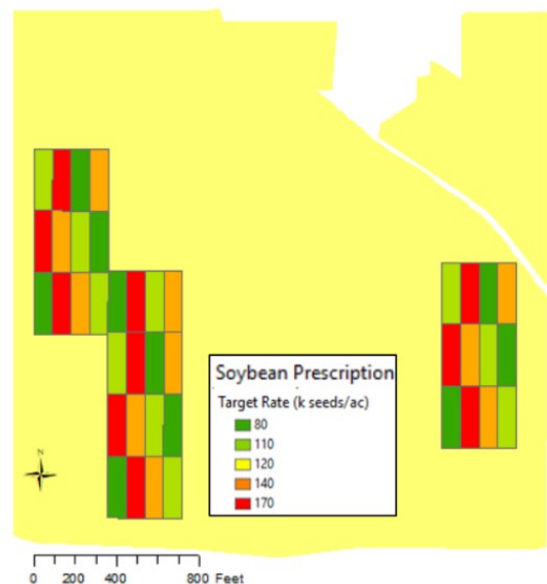 Soybean Prescription
Target Rate (k seeds/ac)
80
110
120
140
170
N
0 200 400 800 Feet